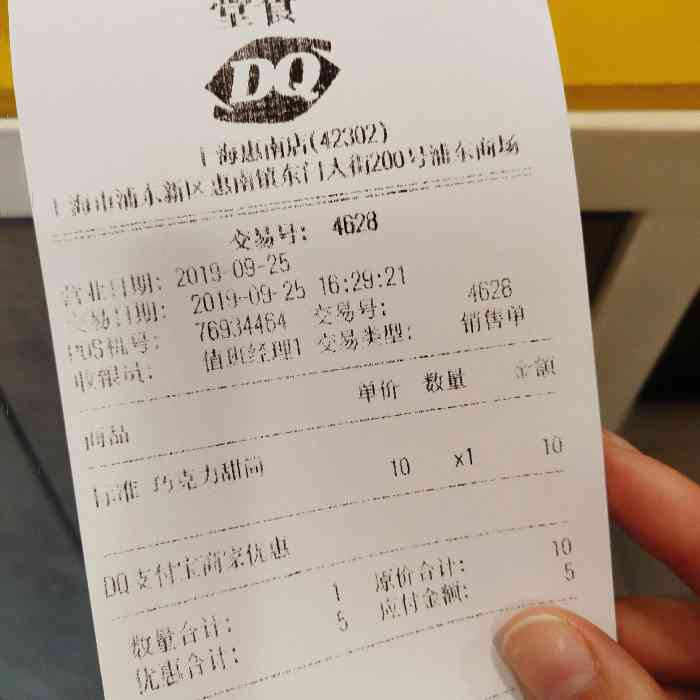 堂食
DQ
上海惠南店(42302)
上海市浦东新区惠南镇东门大街200号浦东商场
交易号: 4628
营业日期: 2019-09-25
交易日期: 2019-09-25 16:29:21
POS机号: 76934464 交易号: 4628
收银员: 值班经理1 交易类型: 销售单
商品 单价 数量 金额
标准 巧克力甜筒 10 x1 10
DQ支付宝商家优惠
数量合计: 1 原价合计: 10
优惠合计: 5 应付金额: 5